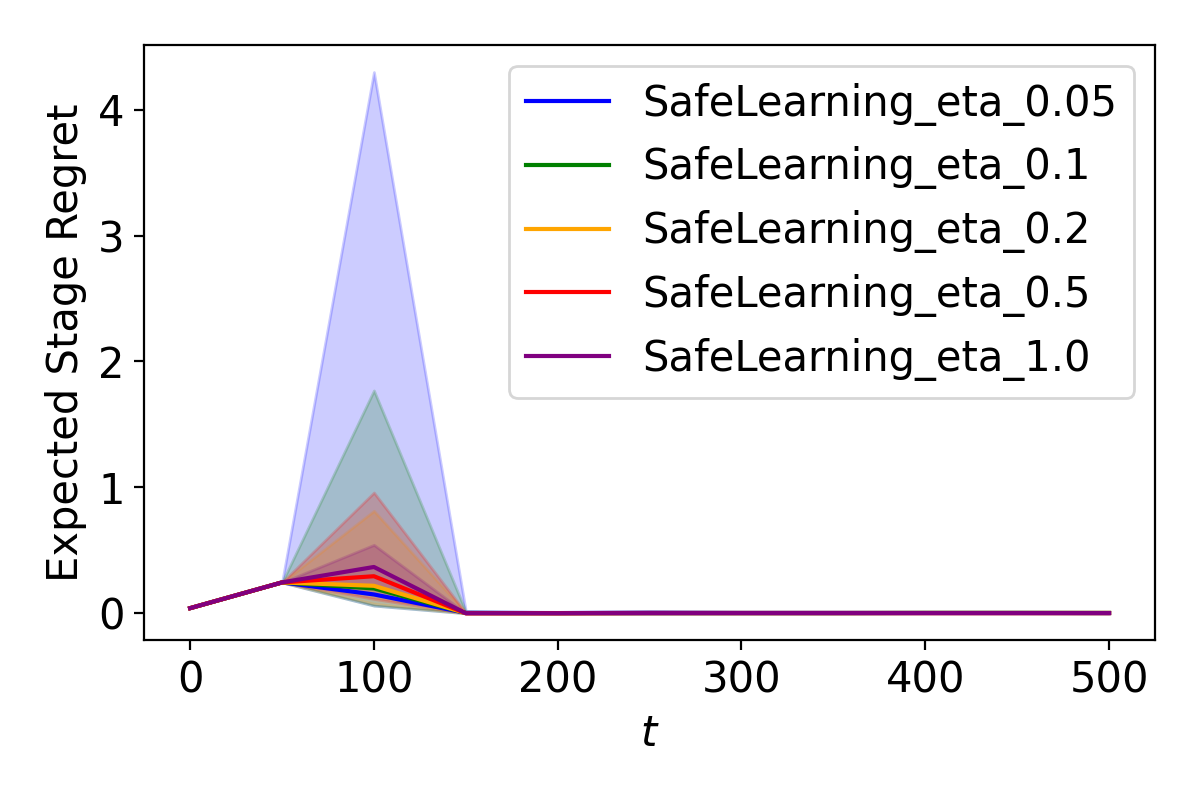 Expected Stage Regret
4
3
2
1
0
SafeLearning_eta_0.05
SafeLearning_eta_0.1
SafeLearning_eta_0.2
SafeLearning_eta_0.5
SafeLearning_eta_1.0
0 100 200 300 400 500
t